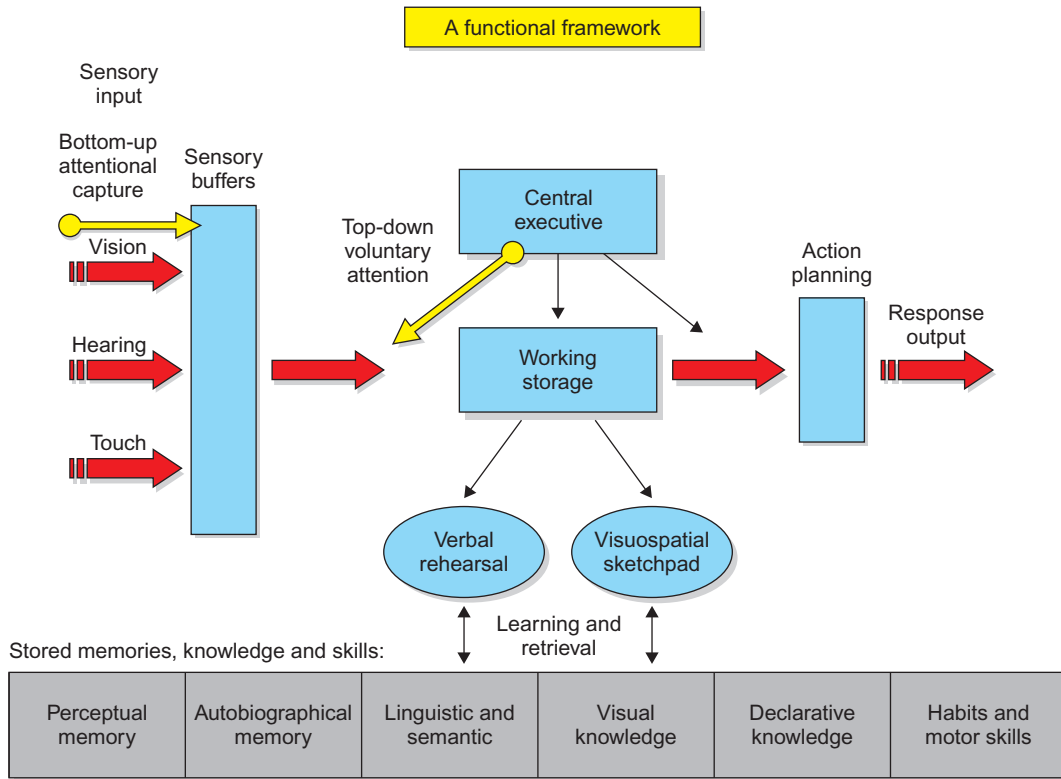 A functional framework
Sensory
input
Bottom-up
attentional
capture
Sensory
buffers
Vision
Hearing
Touch
Top-down
voluntary
attention
Central
executive
Working
storage
Action
planning
Response
output
Verbal
rehearsal
Visuospatial
sketchpad
Learning and
retrieval
Stored memories, knowledge and skills:
Perceptual
memory
Autobiographical
memory
Linguistic and
semantic
Visual
knowledge
Declarative
knowledge
Habits and
motor skills